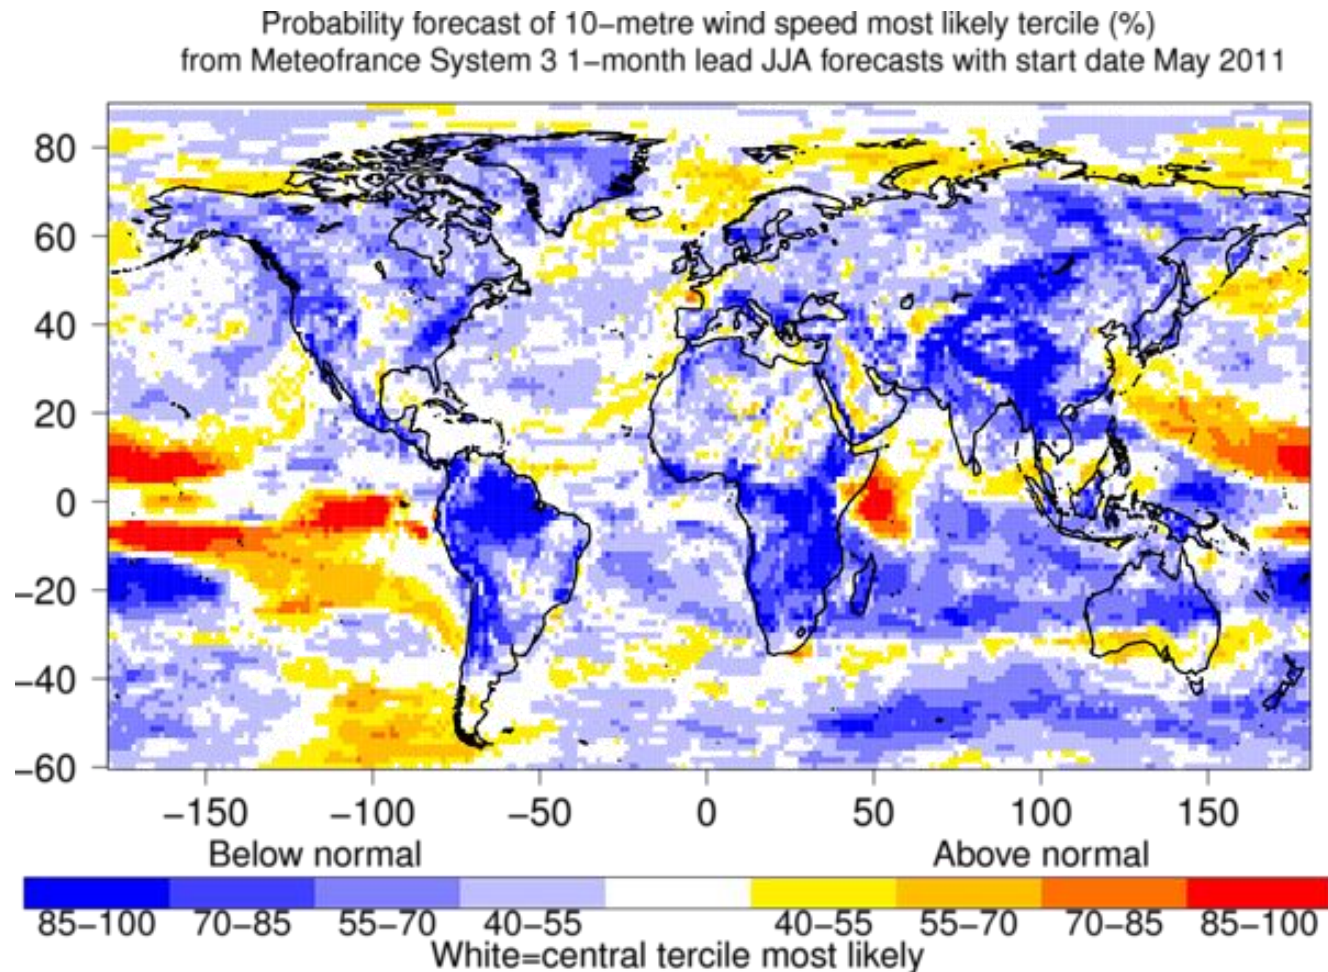 Probability forecast of 10−metre wind speed most likely tercile (%)
from Meteofrance System 3 1−month lead JJA forecasts with start date May 2011
80
60
40
20
0
−20
−40
−60
−150 −100 −50 0 50 100 150
Below normal Above normal
85−100 70−85 55−70 40−55 40−55 55−70 70−85 85−100
White=central tercile most likely